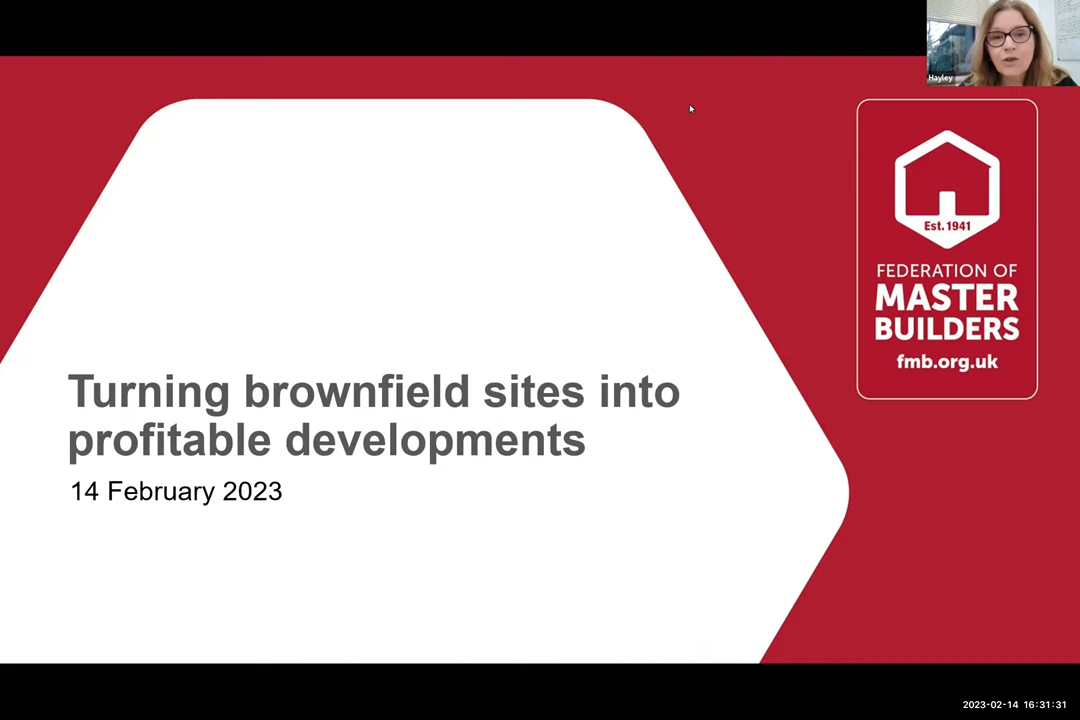 Hayley
Est. 1941
FEDERATION OF
MASTER
BUILDERS
fmb.org.uk
Turning brownfield sites into
profitable developments
14 February 2023
2023-02-14 16:31:31